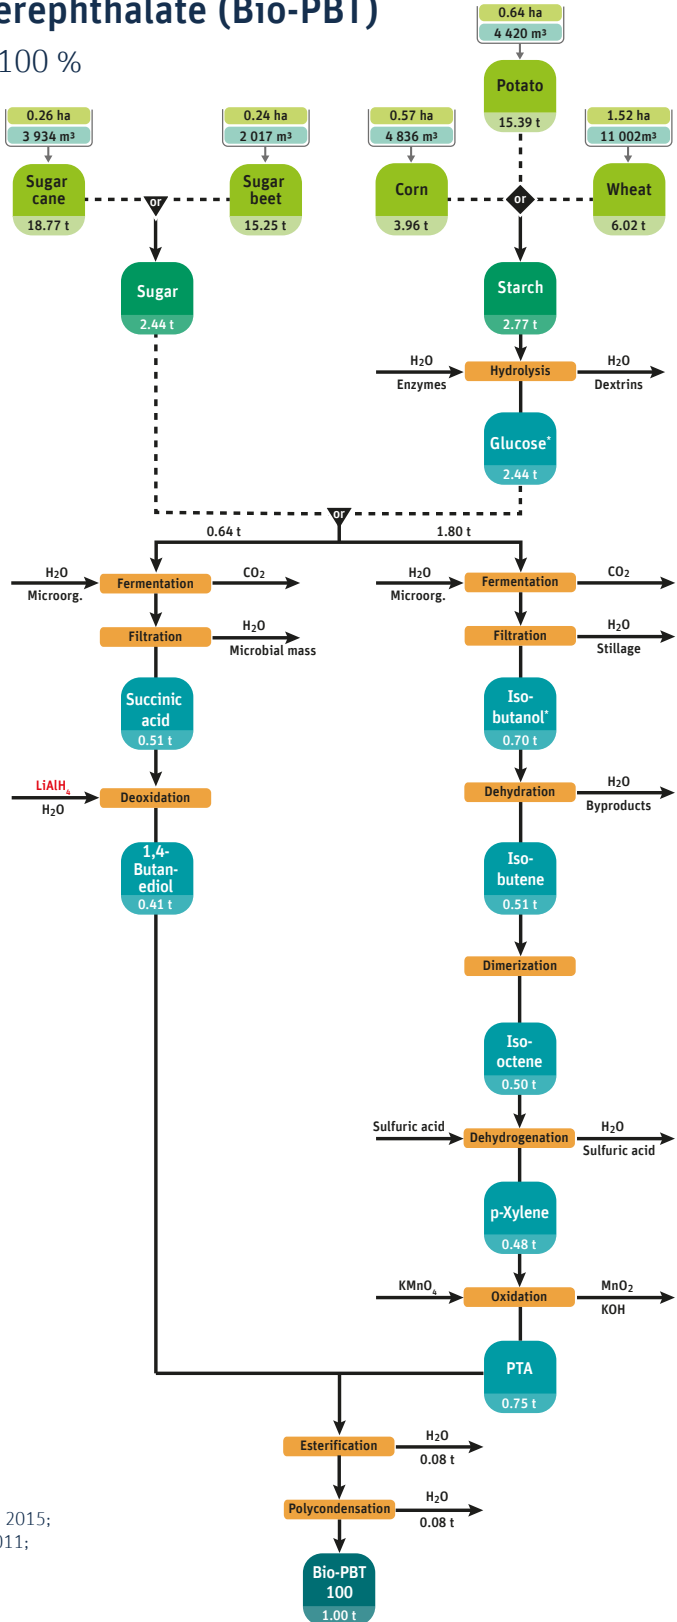 erephthalate (Bio-PBT)
100 %
0.64 ha
4 420 m³
Potato
15.39 t
0.26 ha
3 934 m³
Sugar
cane
18.77 t
0.24 ha
2 017 m³
Sugar
beet
15.25 t
0.57 ha
4 836 m³
Corn
3.96 t
1.52 ha
11 002m³
Wheat
6.02 t
or
or
Sugar
2.44 t
Starch
2.77 t
H₂O
Enzymes
Hydrolysis
H₂O
Dextrins
Glucose*
2.44 t
or
0.64 t
1.80 t
H₂O
Microorg.
Fermentation
CO₂
Filtration
H₂O
Microbial mass
Succinic
acid
0.51 t
LiAlH₄
H₂O
Deoxidation
1,4-
Butan-
ediol
0.41 t
H₂O
Microorg.
Fermentation
CO₂
Filtration
H₂O
Stillage
Iso-
butanol*
0.70 t
Dehydration
H₂O
Byproducts
Iso-
butene
0.51 t
Dimerization
Iso-
octene
0.50 t
Sulfuric acid
Dehydrogenation
H₂O
Sulfuric acid
p-Xylene
0.48 t
KMnO₄
Oxidation
MnO₂
KOH
PTA
0.75 t
Esterification
H₂O
0.08 t
Polycondensation
H₂O
0.08 t
Bio-PBT
100
1.00 t
2015;
011;